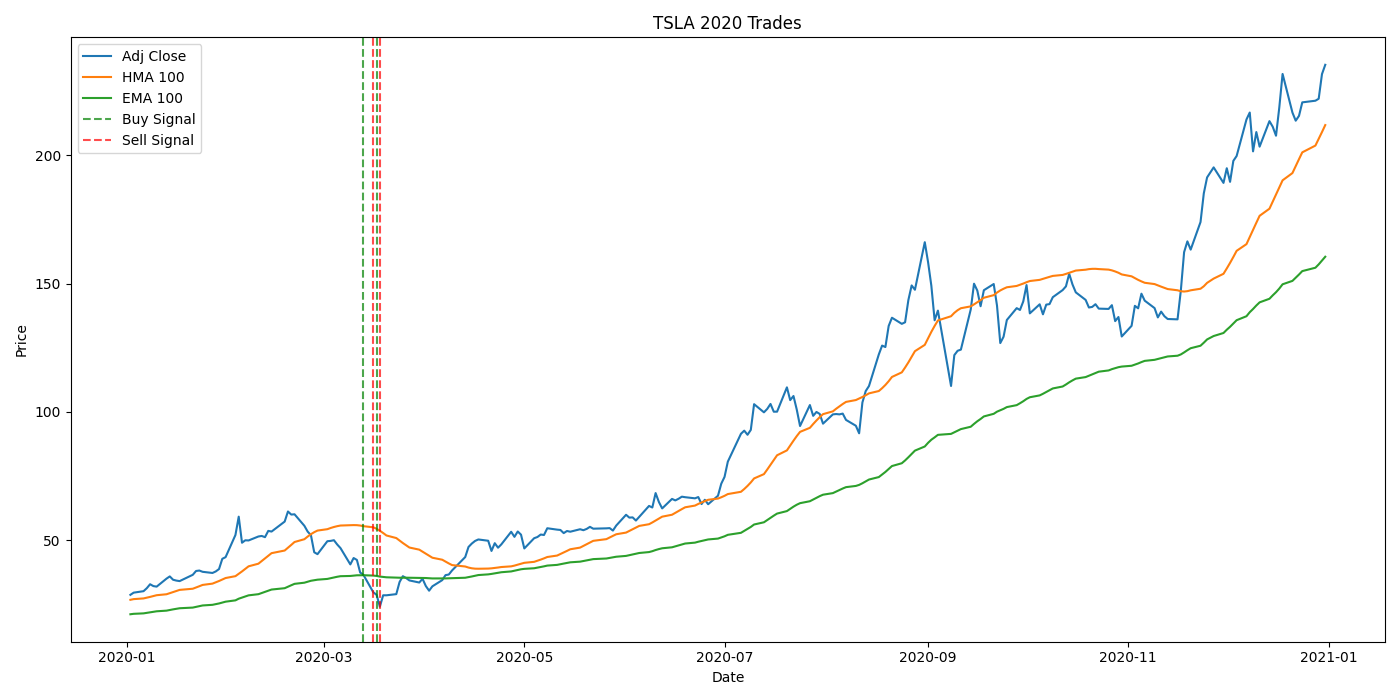 TSLA 2020 Trades
Adj Close
HMA 100
EMA 100
Buy Signal
Sell Signal
Price
200
150
100
50
2020-01
2020-03
2020-05
2020-07
2020-09
2020-11
2021-01
Date